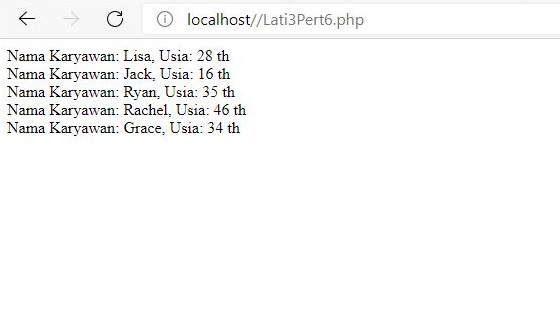 localhost//Lati3Pert6.php
Nama Karyawan: Lisa, Usia: 28 th
Nama Karyawan: Jack, Usia: 16 th
Nama Karyawan: Ryan, Usia: 35 th
Nama Karyawan: Rachel, Usia: 46 th
Nama Karyawan: Grace, Usia: 34 th